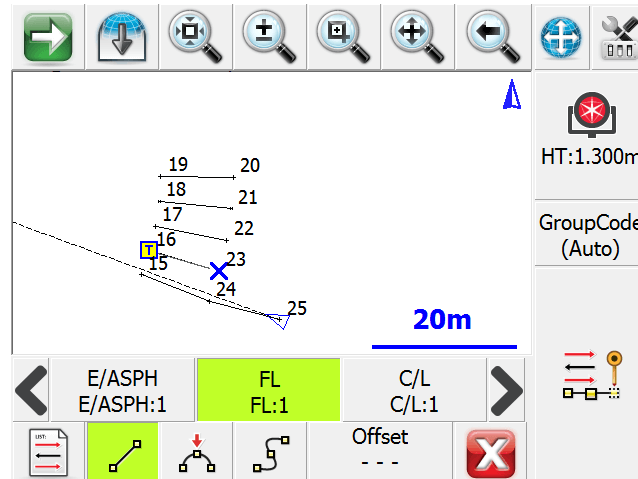 HT:1.300m
19 20
18 21
17 22
16
T 23
15
24
25
20m
GroupCode
(Auto)
E/ASPH FL C/L
E/ASPH:1 FL:1 C/L:1
LIST:
Offset
- - -